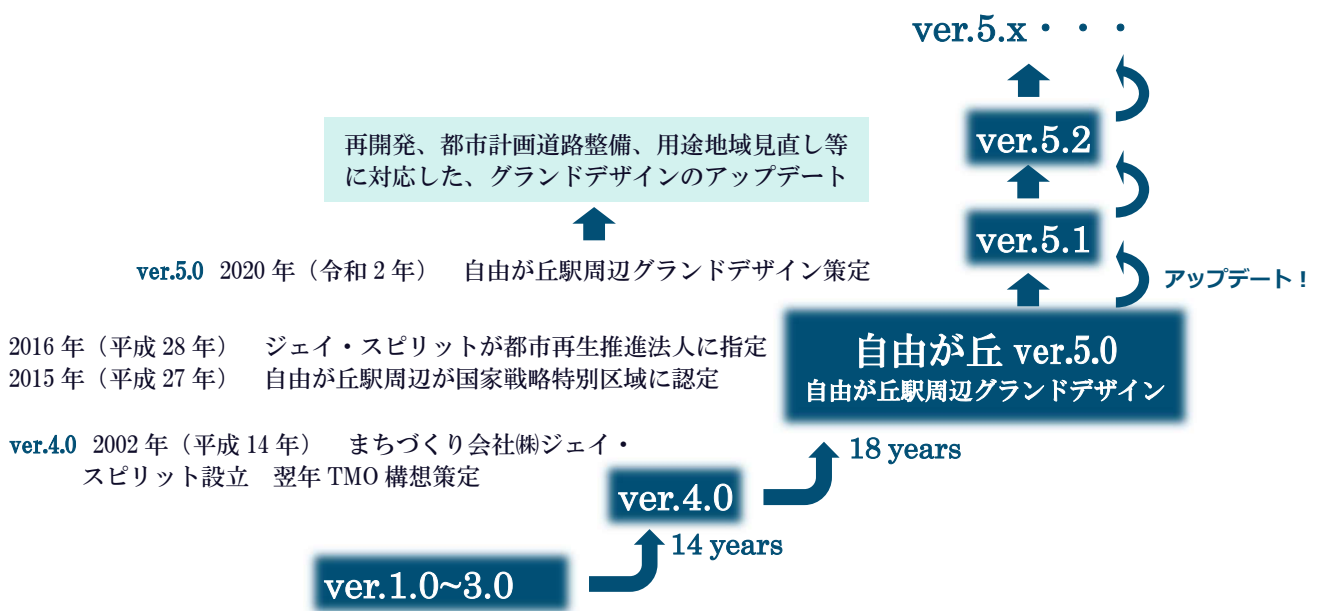 ver.5.x・・・
ver.5.2
再開発、都市計画道路整備、用途地域見直し等
に対応した、グランドデザインのアップデート
ver.5.1
ver.5.0 2020年（令和2年）　自由が丘駅周辺グランドデザイン策定
アップデート！
2016年（平成28年）　ジェイ・スピリットが都市再生推進法人に指定
2015年（平成27年）　自由が丘駅周辺が国家戦略特別区域に認定
自由が丘 ver.5.0
自由が丘駅周辺グランドデザイン
ver.4.0 2002年（平成14年）　まちづくり会社㈱ジェイ・
スピリット設立　翌年TMO構想策定
18 years
ver.4.0
14 years
ver.1.0~3.0